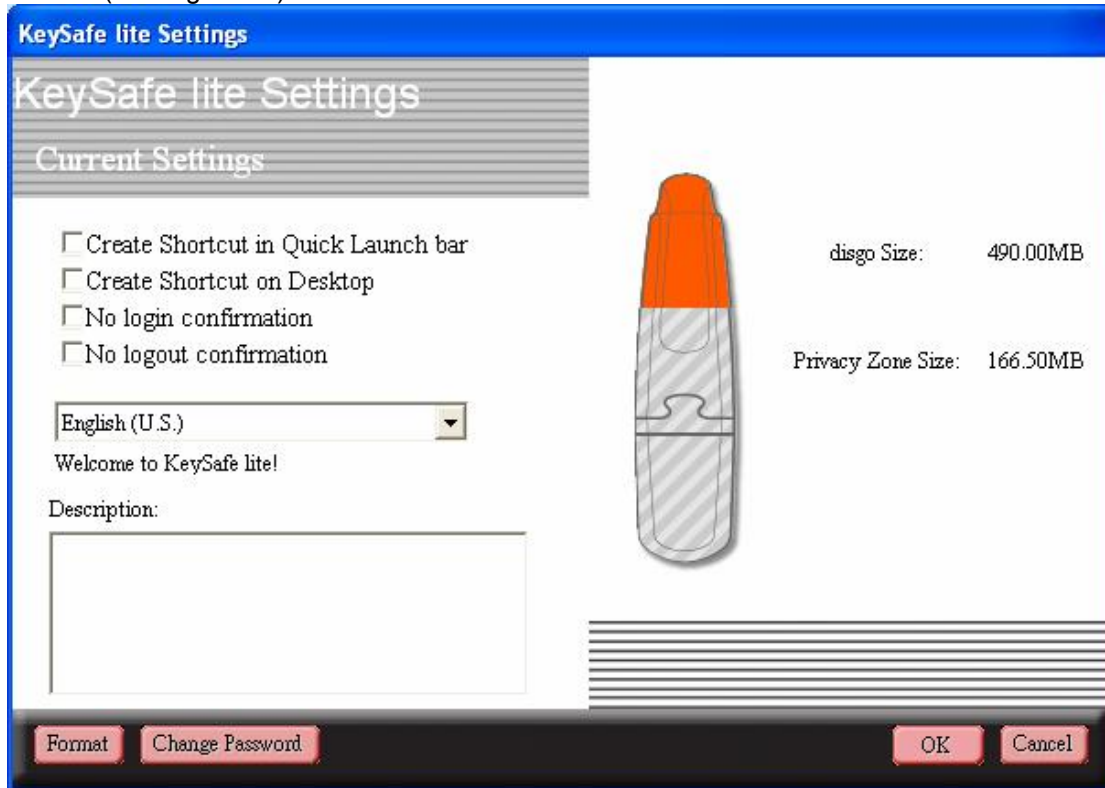 KeySafe lite Settings
KeySafe lite Settings
Current Settings
Create Shortcut in Quick Launch bar
Create Shortcut on Desktop
No login confirmation
No logout confirmation
English (U.S.)
Welcome to KeySafe lite!
Description:
disgo Size: 490.00MB
Privacy Zone Size: 166.50MB
Format Change Password OK Cancel